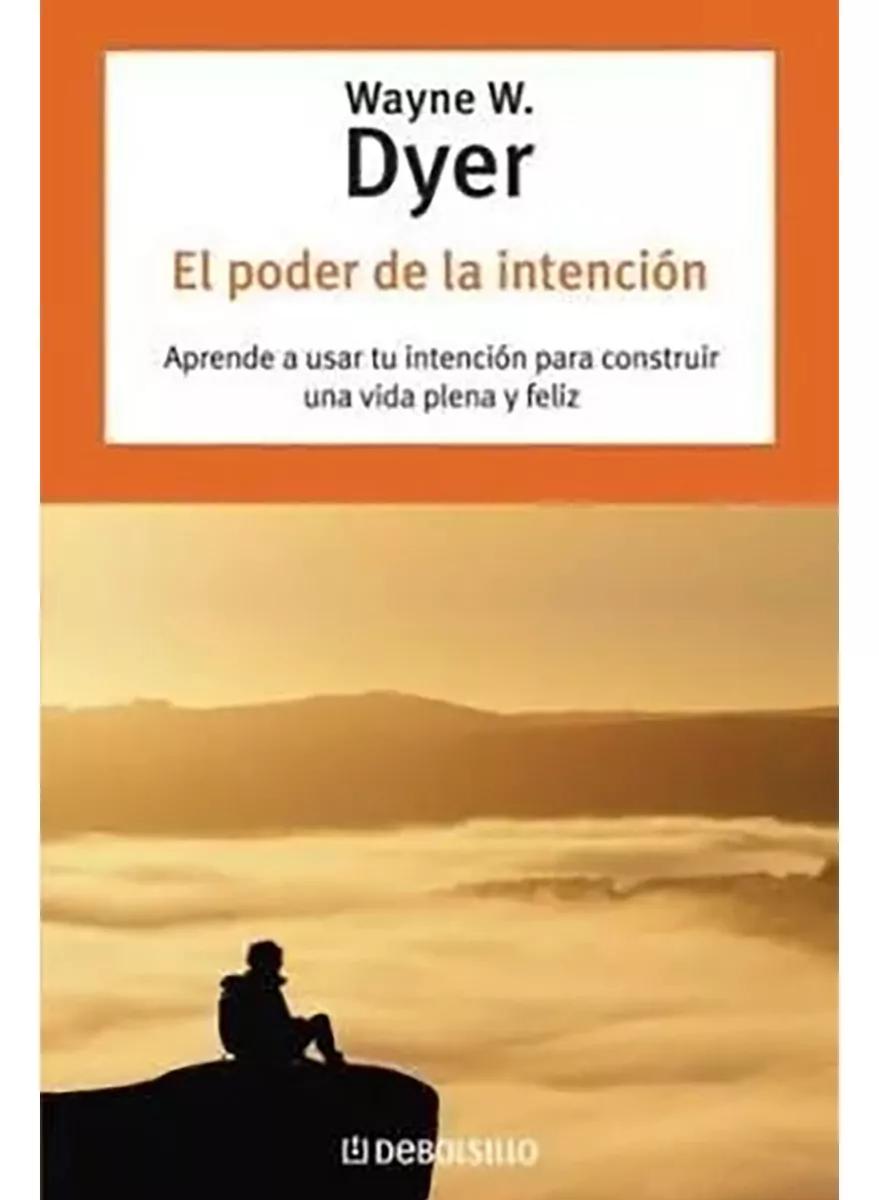 Wayne W.
Dyer
El poder de la intención
Aprende a usar tu intención para construir
una vida plena y feliz
DEBOLSILLO